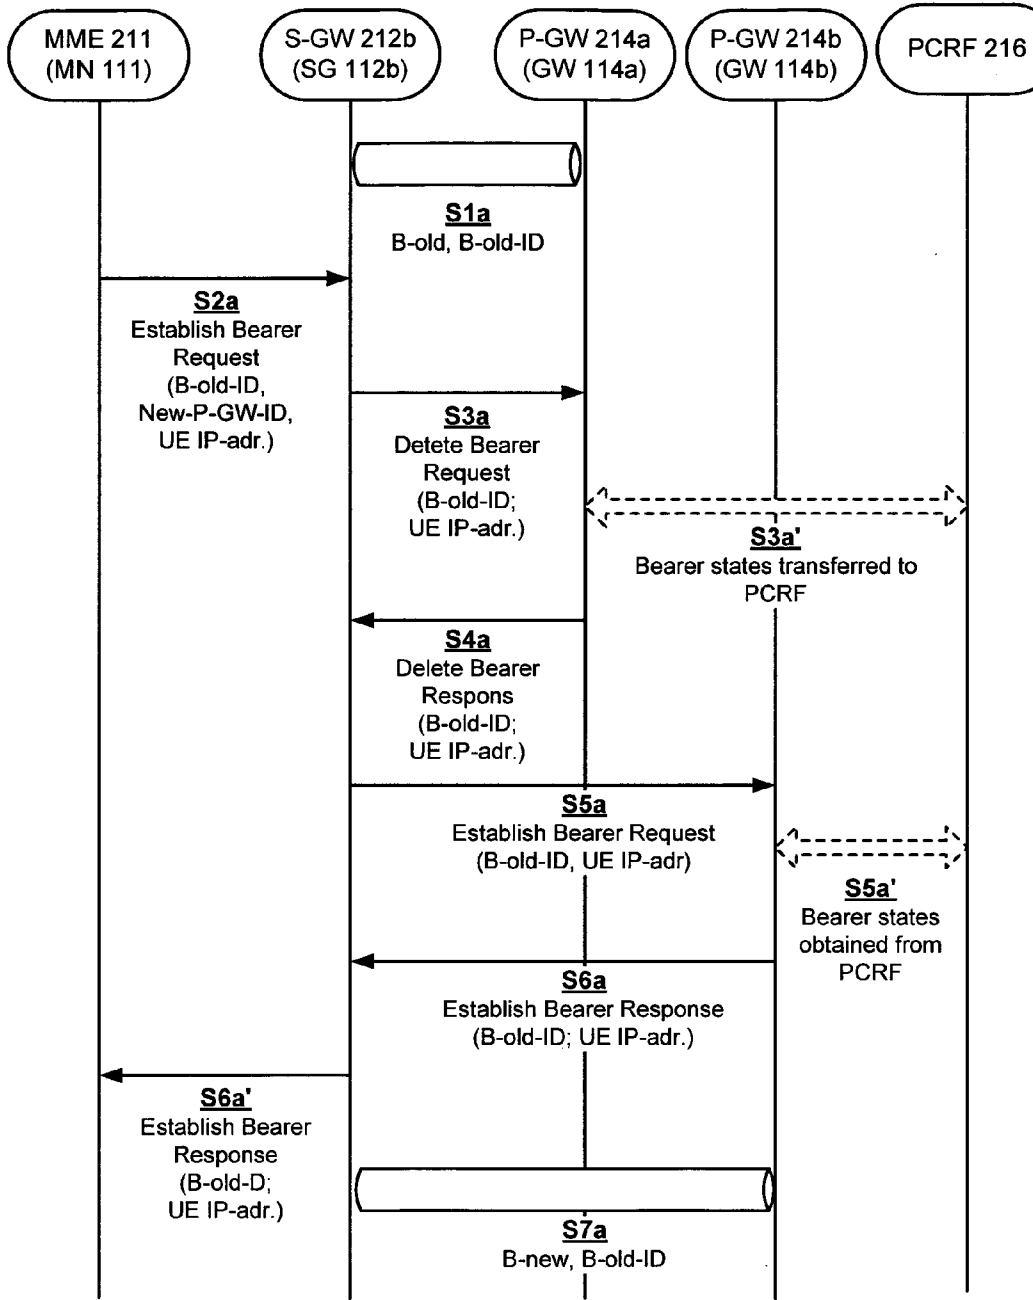 MME 211
(MN 111)
S-GW 212b
(SG 112b)
P-GW 214a
(GW 114a)
P-GW 214b
(GW 114b)
PCRF 216
S1a
B-old, B-old-ID
S2a
Establish Bearer
Request
(B-old-ID,
New-P-GW-ID,
UE IP-adr.)
S3a
Detete Bearer
Request
(B-old-ID;
UE IP-adr.)
S3a'
Bearer states transferred to
PCRF
S4a
Delete Bearer
Respons
(B-old-ID;
UE IP-adr.)
S5a
Establish Bearer Request
(B-old-ID, UE IP-adr)
S5a'
Bearer states
obtained from
PCRF
S6a
Establish Bearer Response
(B-old-ID; UE IP-adr.)
S6a'
Establish Bearer
Response
(B-old-D;
UE IP-adr.)
S7a
B-new, B-old-ID